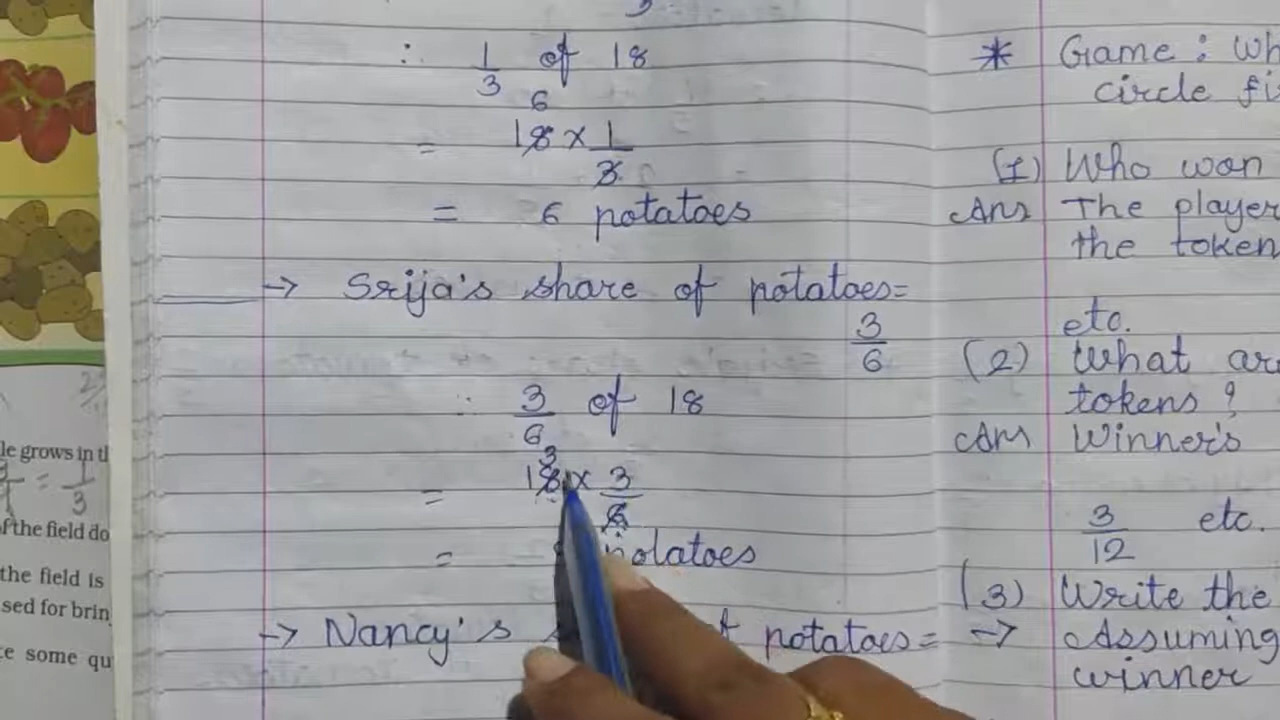 ∴ 1/3 of 18
6
= 18 × 1/3
= 6 potatoes
→ Srija's share of potatoes =
3/6
∴ 3/6 of 18
3
= 18 × 3/6
= potatoes
→ Nancy's of potatoes =
* Game : Wh
circle fi
(1) Who won
Ans The player
the token
etc.
(2) What ar
tokens ?
Ans Winner's
3/12 etc.
(3) Write the
→ Assuming
winner
le grows in t
= 1/3
of the field do
the field is
sed for brin
te some qu